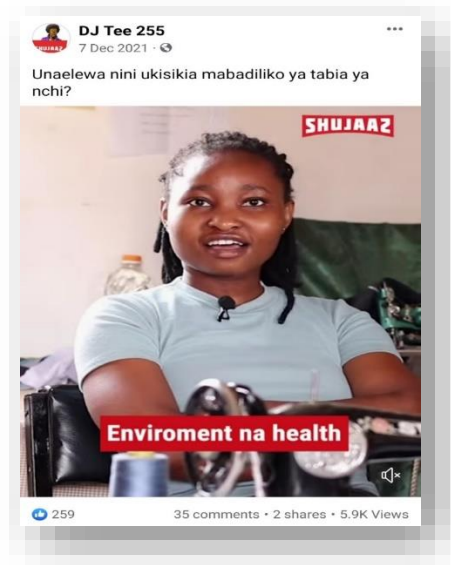 DJ Tee 255
7 Dec 2021 ·
Unaelewa nini ukisikia mabadiliko ya tabia ya
nchi?
SHUJAAZ
SHUJAAZ
Enviroment na health
259
35 comments • 2 shares • 5.9K Views